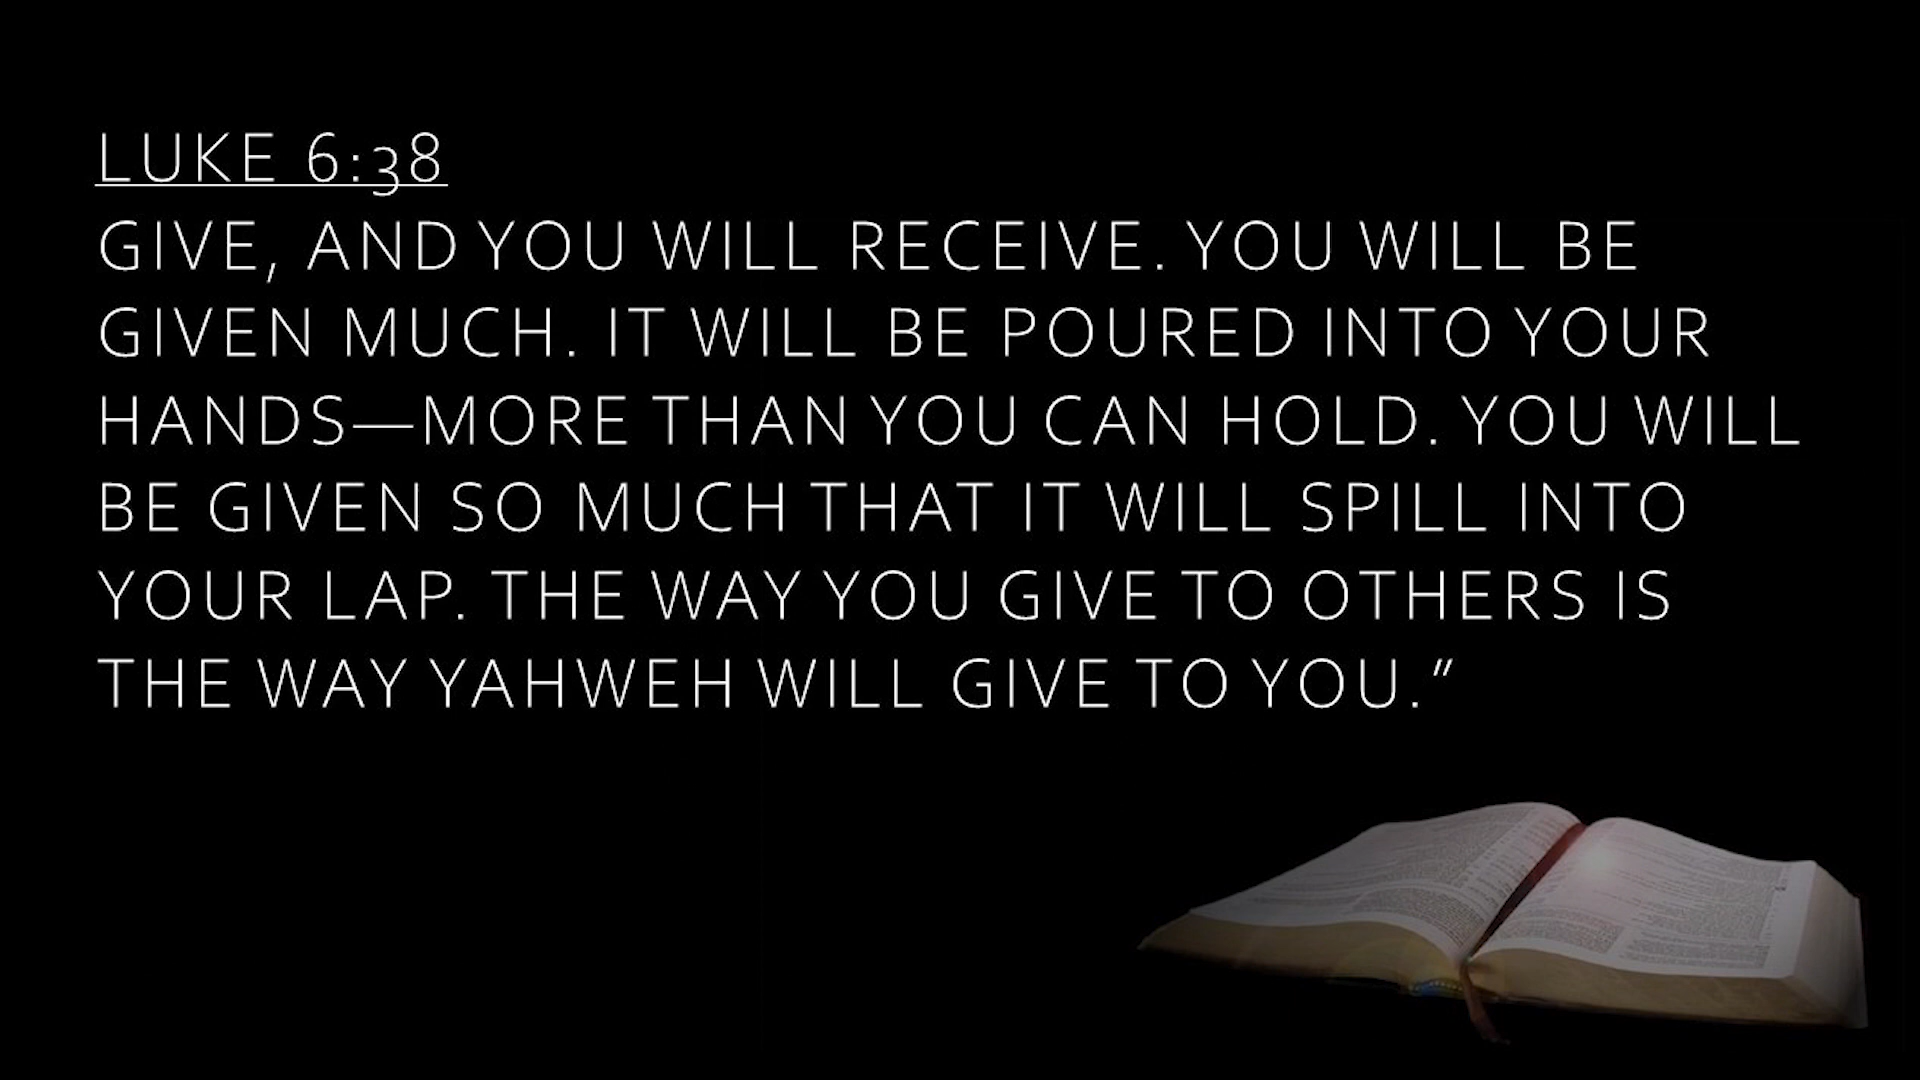 LUKE 6:38
GIVE, AND YOU WILL RECEIVE. YOU WILL BE
GIVEN MUCH. IT WILL BE POURED INTO YOUR
HANDS—MORE THAN YOU CAN HOLD. YOU WILL
BE GIVEN SO MUCH THAT IT WILL SPILL INTO
YOUR LAP. THE WAY YOU GIVE TO OTHERS IS
THE WAY YAHWEH WILL GIVE TO YOU.”